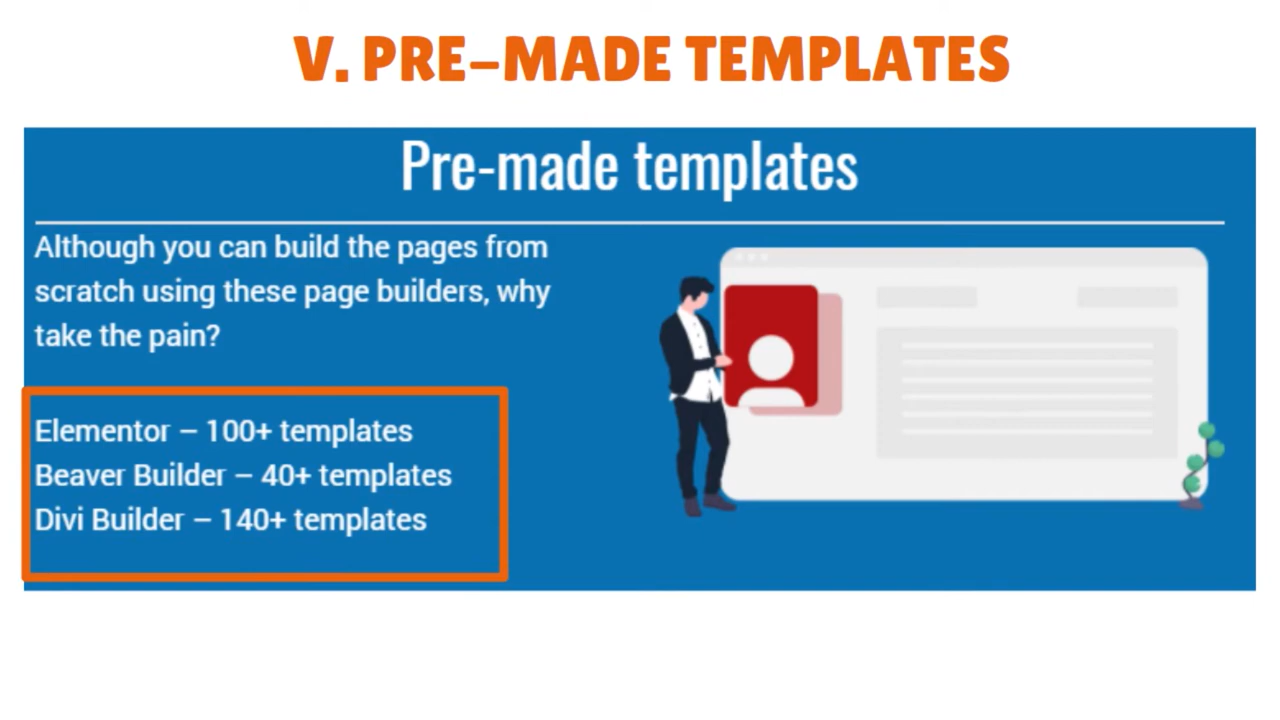 V. PRE-MADE TEMPLATES
Pre-made templates
Although you can build the pages from
scratch using these page builders, why
take the pain?
Elementor – 100+ templates
Beaver Builder – 40+ templates
Divi Builder – 140+ templates